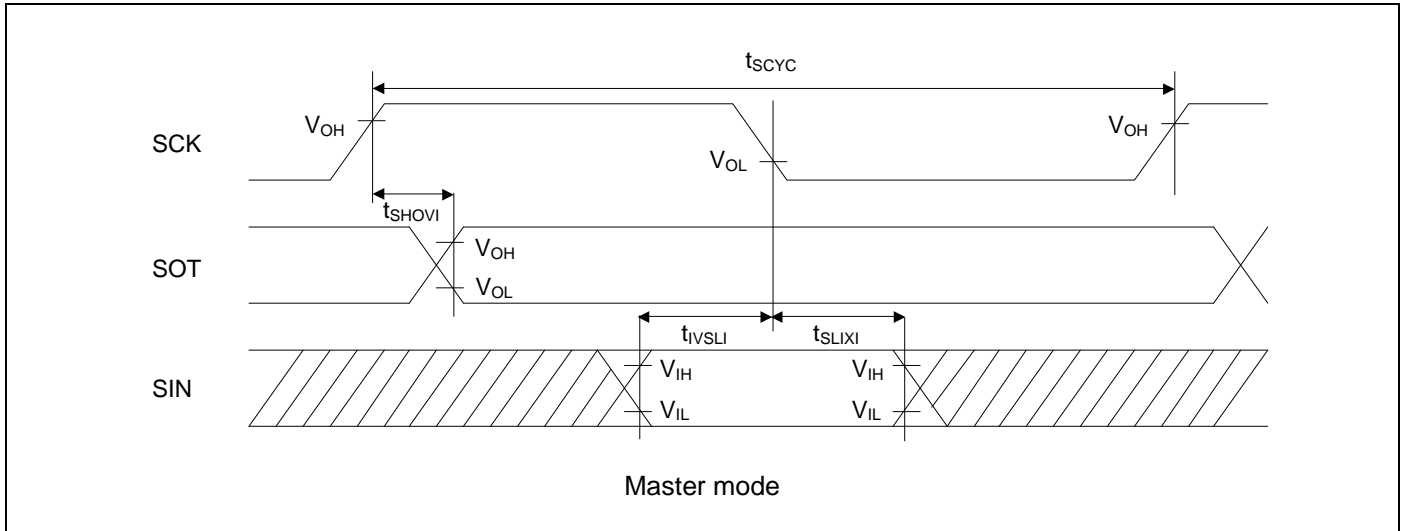 tSCYC
SCK
VOH
VOL
VOH
tSHOVI
SOT
VOH
VOL
tIVSLI
tSLIXI
SIN
VIH
VIL
VIH
VIL
Master mode